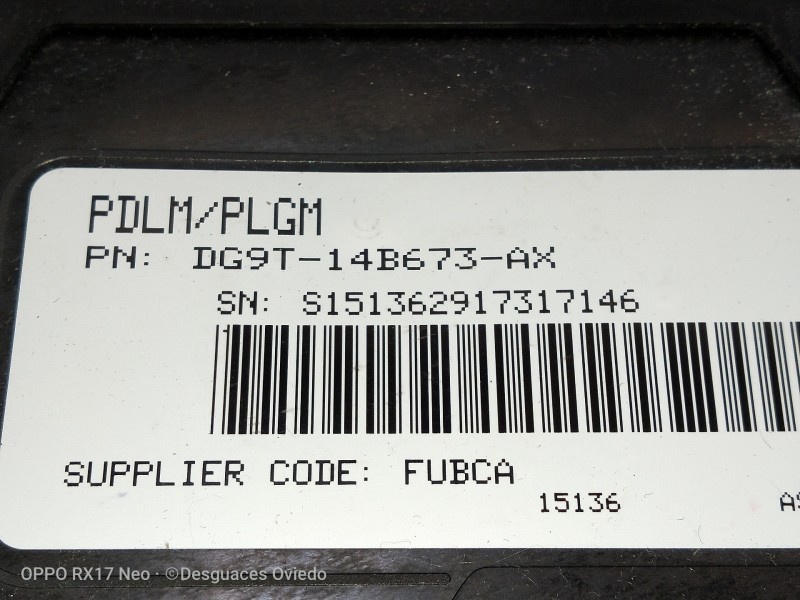 PDLM/PLGM
PN: DG9T-14B673-AX
SN: S151362917317146
SUPPLIER CODE: FUBCA
15136
OPPO RX17 Neo · ©Desguaces Oviedo